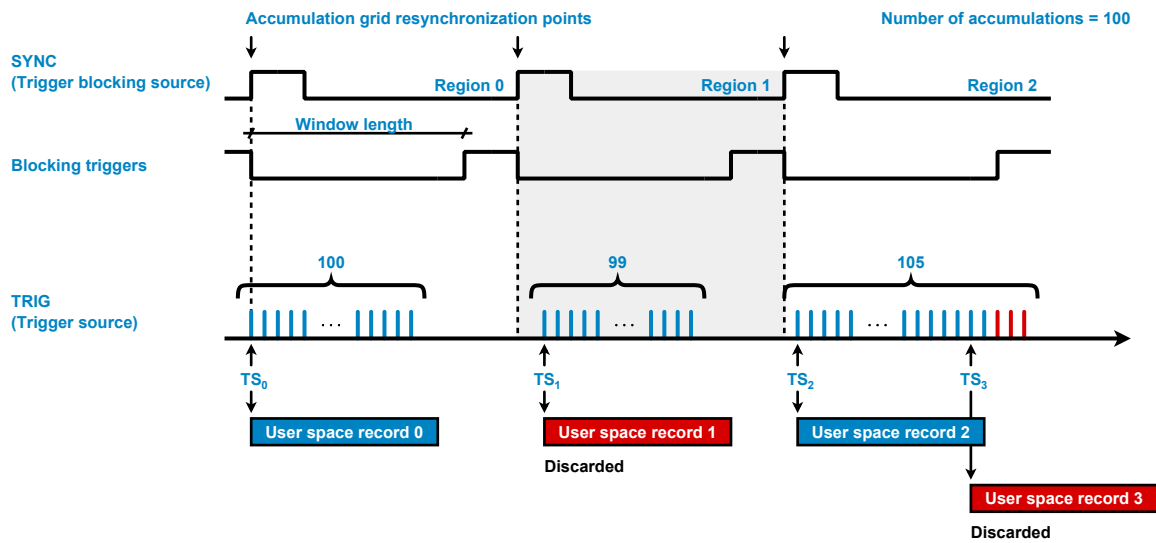 Accumulation grid resynchronization points
Number of accumulations = 100
SYNC
(Trigger blocking source)
Region 0
Region 1
Region 2
Window length
Blocking triggers
100
99
105
TRIG
(Trigger source)
...
...
...
TS0
TS1
TS2
TS3
User space record 0
User space record 1
User space record 2
Discarded
User space record 3
Discarded